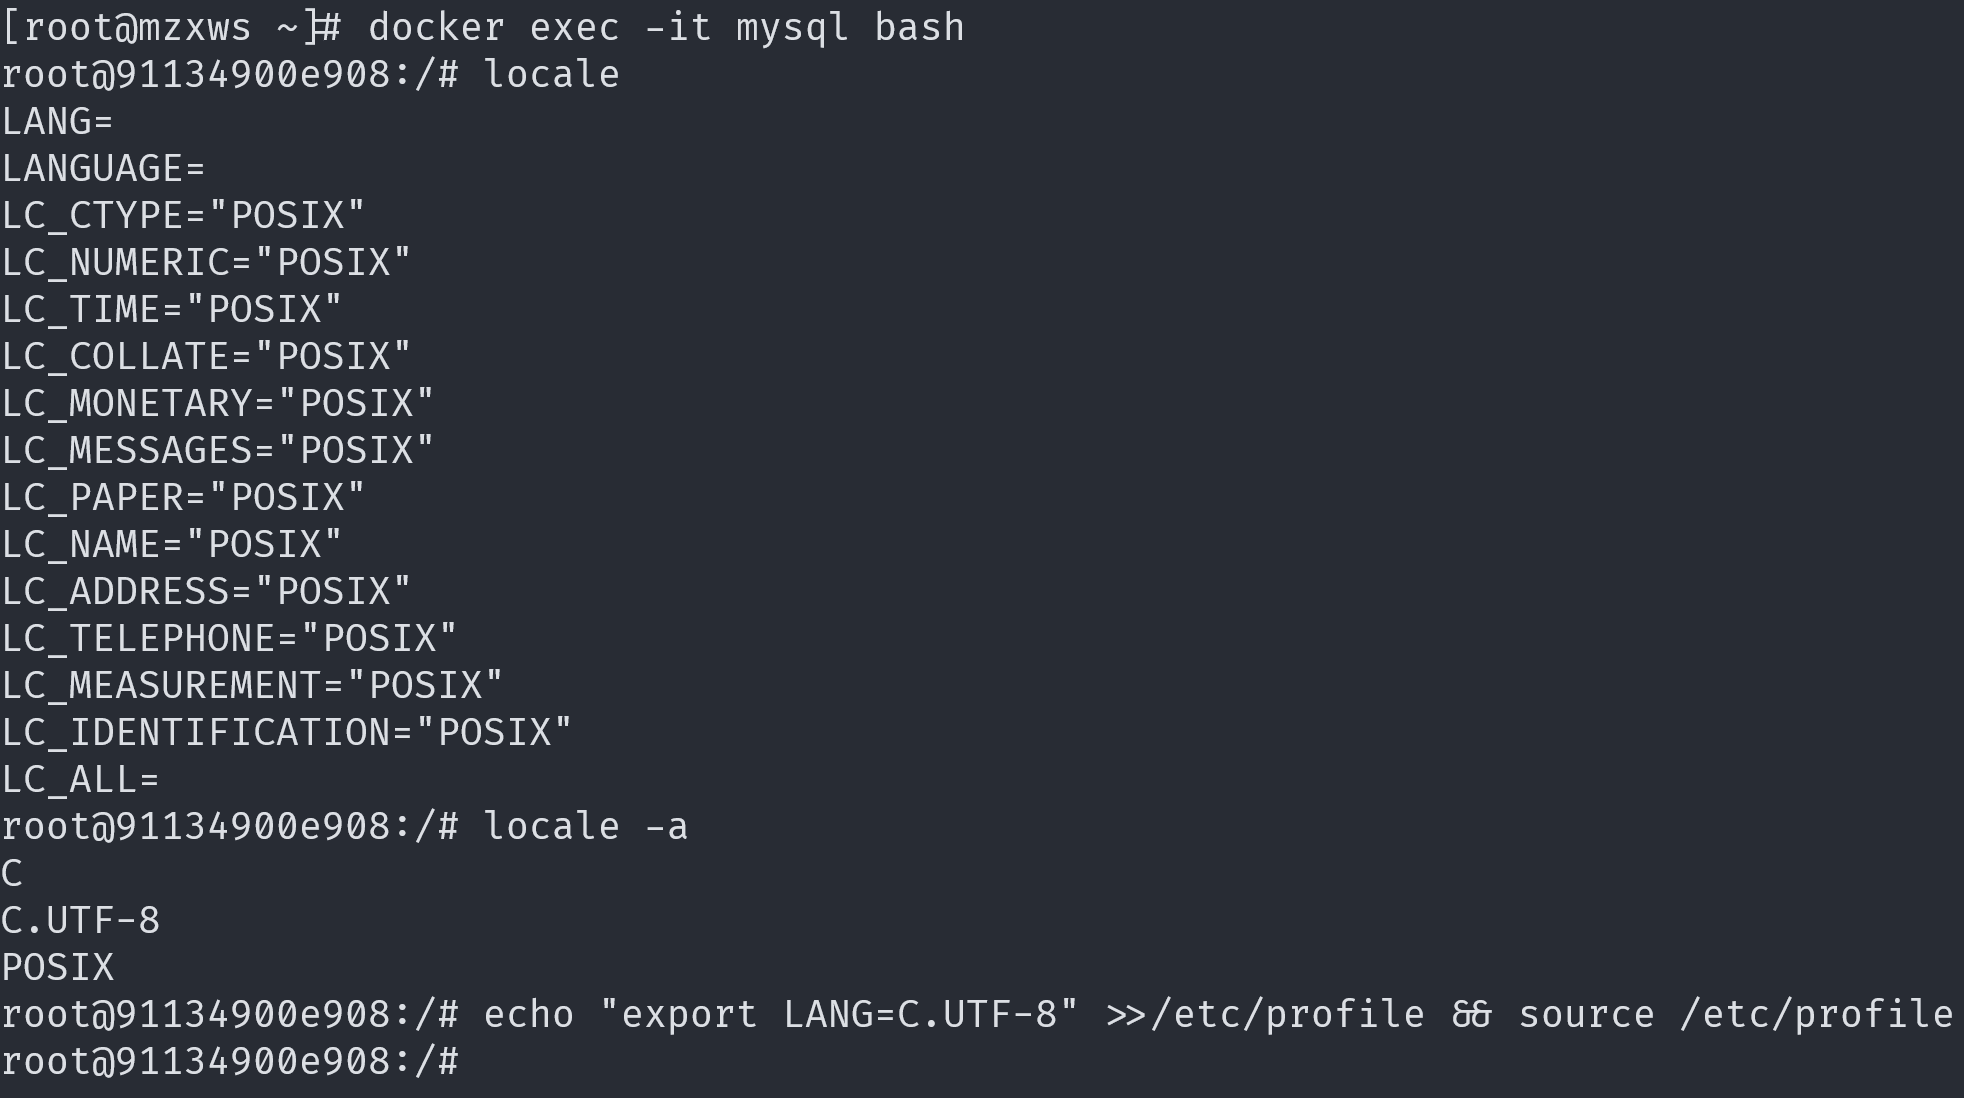 [root@mzxws ~]# docker exec -it mysql bash
root@91134900e908:/# locale
LANG=
LANGUAGE=
LC_CTYPE="POSIX"
LC_NUMERIC="POSIX"
LC_TIME="POSIX"
LC_COLLATE="POSIX"
LC_MONETARY="POSIX"
LC_MESSAGES="POSIX"
LC_PAPER="POSIX"
LC_NAME="POSIX"
LC_ADDRESS="POSIX"
LC_TELEPHONE="POSIX"
LC_MEASUREMENT="POSIX"
LC_IDENTIFICATION="POSIX"
LC_ALL=
root@91134900e908:/# locale -a
C
C.UTF-8
POSIX
root@91134900e908:/# echo "export LANG=C.UTF-8" >>/etc/profile && source /etc/profile
root@91134900e908:/#